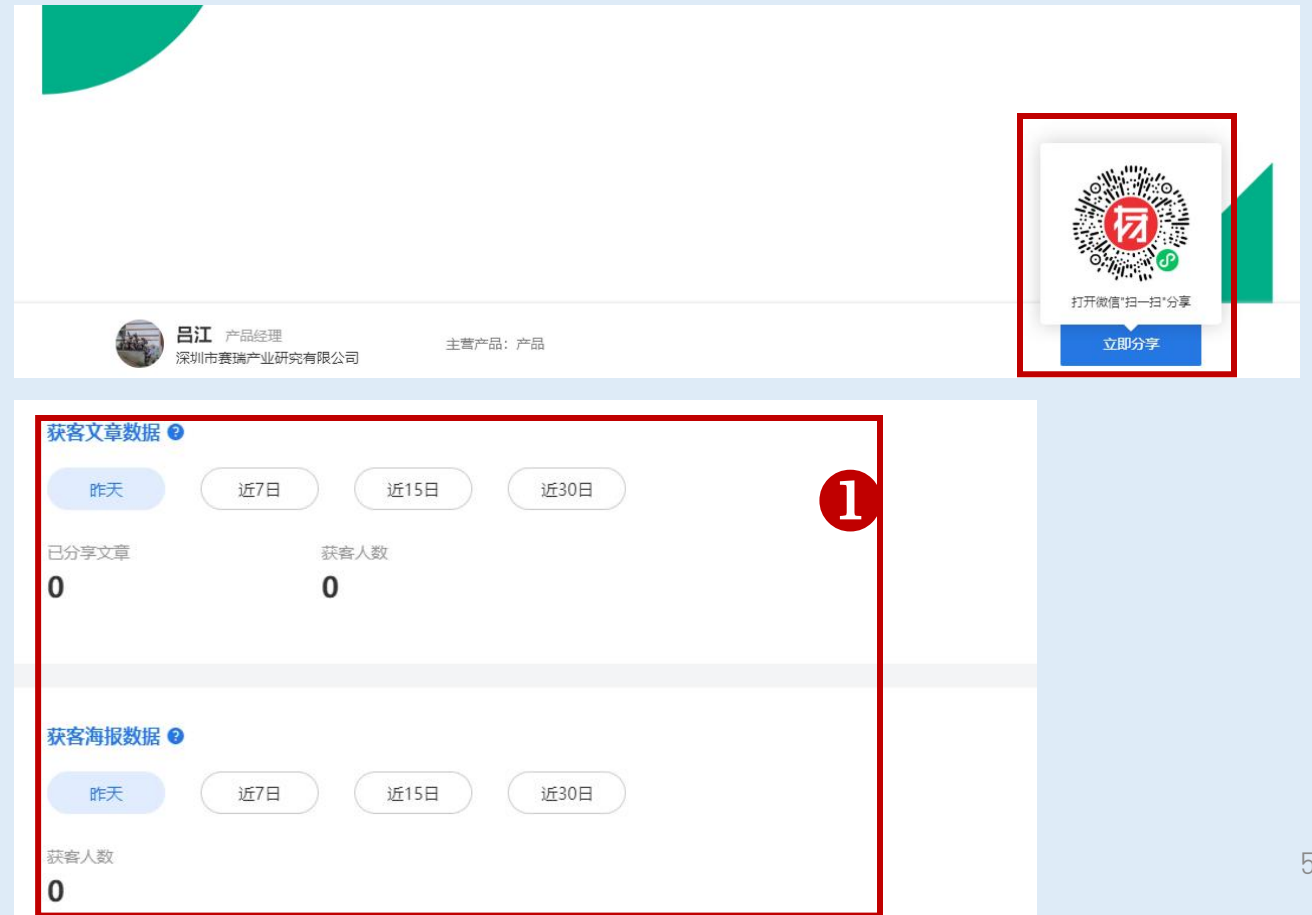 材
打开微信"扫一扫"分享
吕江 产品经理
深圳市赛瑞产业研究有限公司
主营产品：产品
立即分享
获客文章数据 ?
昨天 近7日 近15日 近30日
1
已分享文章 获客人数
0 0
获客海报数据 ?
昨天 近7日 近15日 近30日
获客人数
0
5